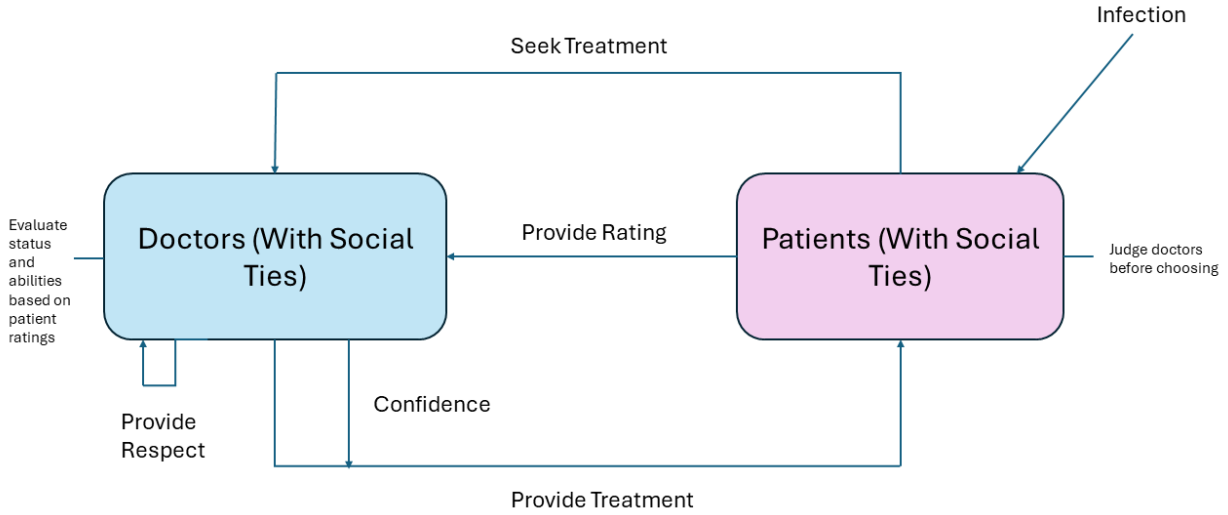 Infection
Seek Treatment
Evaluate
status
and
abilities
based on
patient
ratings
Doctors (With Social
Ties)
Provide Rating
Patients (With Social
Ties)
Judge doctors
before choosing
Provide
Respect
Confidence
Provide Treatment